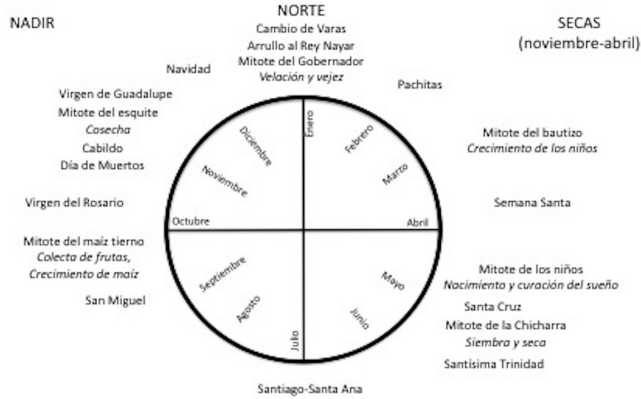 NADIR
NORTE
SECAS
(noviembre-abril)
Cambio de Varas
Arrullo al Rey Nayar
Mitote del Gobernador
Velación y vejez
Navidad
Pachitas
Virgen de Guadalupe
Mitote del esquite
Cosecha
Cabildo
Día de Muertos
Mitote del bautizo
Crecimiento de los niños
Virgen del Rosario
Semana Santa
Enero
Febrero
Marzo
Abril
Mayo
Junio
Julio
Agosto
Septiembre
Octubre
Noviembre
Diciembre
Mitote del maíz tierno
Colecta de frutas,
Crecimiento de maíz
San Miguel
Mitote de los niños
Nacimiento y curación del sueño
Santa Cruz
Mitote de la Chicharra
Siembra y seca
Santísima Trinidad
Santiago-Santa Ana